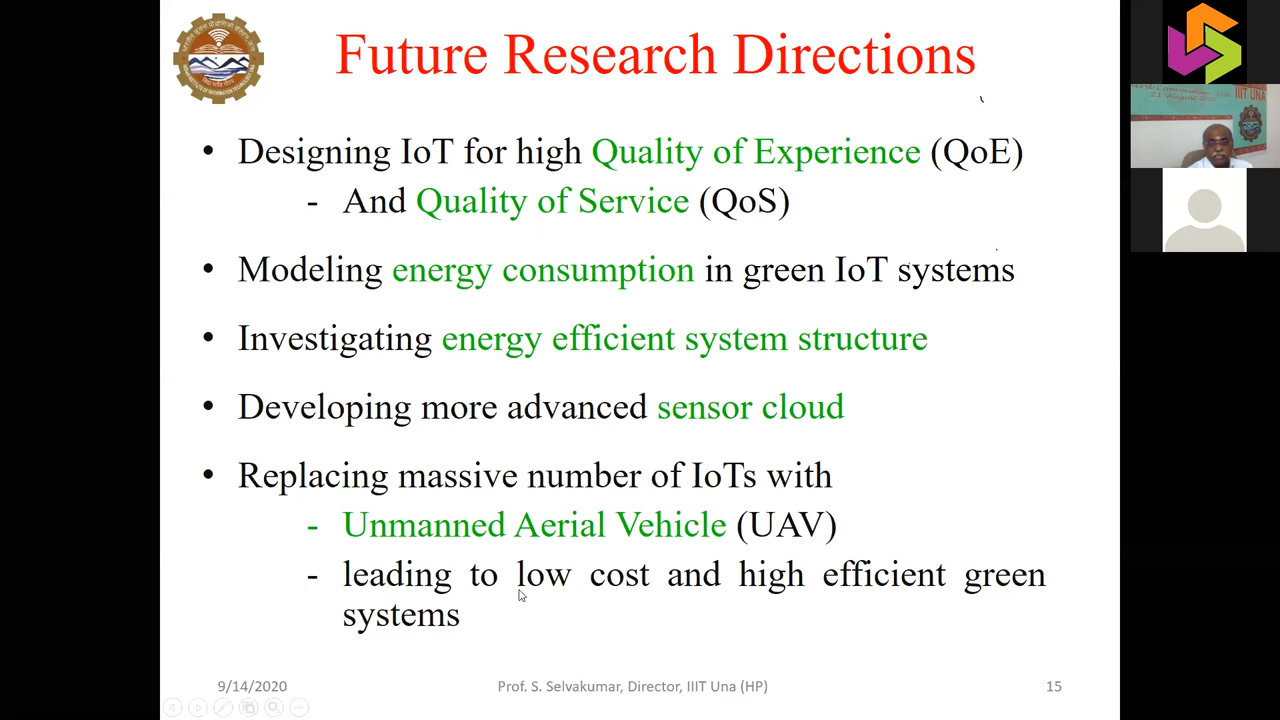 Future Research Directions
• Designing IoT for high Quality of Experience (QoE)
- And Quality of Service (QoS)
• Modeling energy consumption in green IoT systems
• Investigating energy efficient system structure
• Developing more advanced sensor cloud
• Replacing massive number of IoTs with
- Unmanned Aerial Vehicle (UAV)
- leading to low cost and high efficient green
systems
9/14/2020
Prof. S. Selvakumar, Director, IIIT Una (HP)
15
IIIT UNA